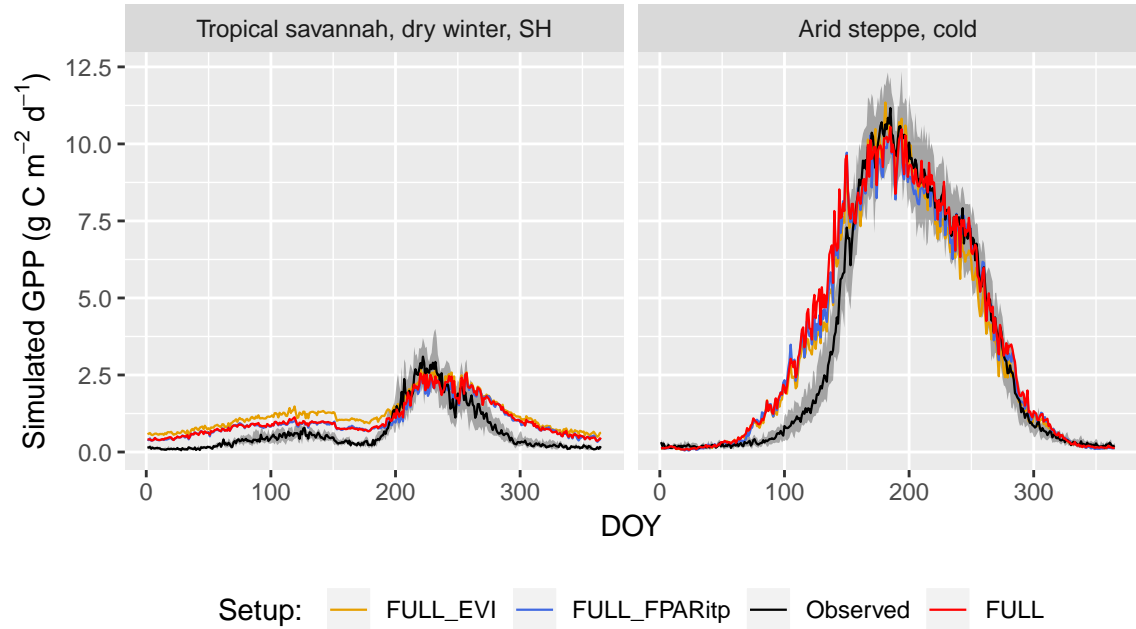 Tropical savannah, dry winter, SH
Arid steppe, cold
Simulated GPP (g C m⁻² d⁻¹)
12.5
10.0
7.5
5.0
2.5
0.0
0 100 200 300
0 100 200 300
DOY
Setup: FULL_EVI FULL_FPARitp Observed FULL